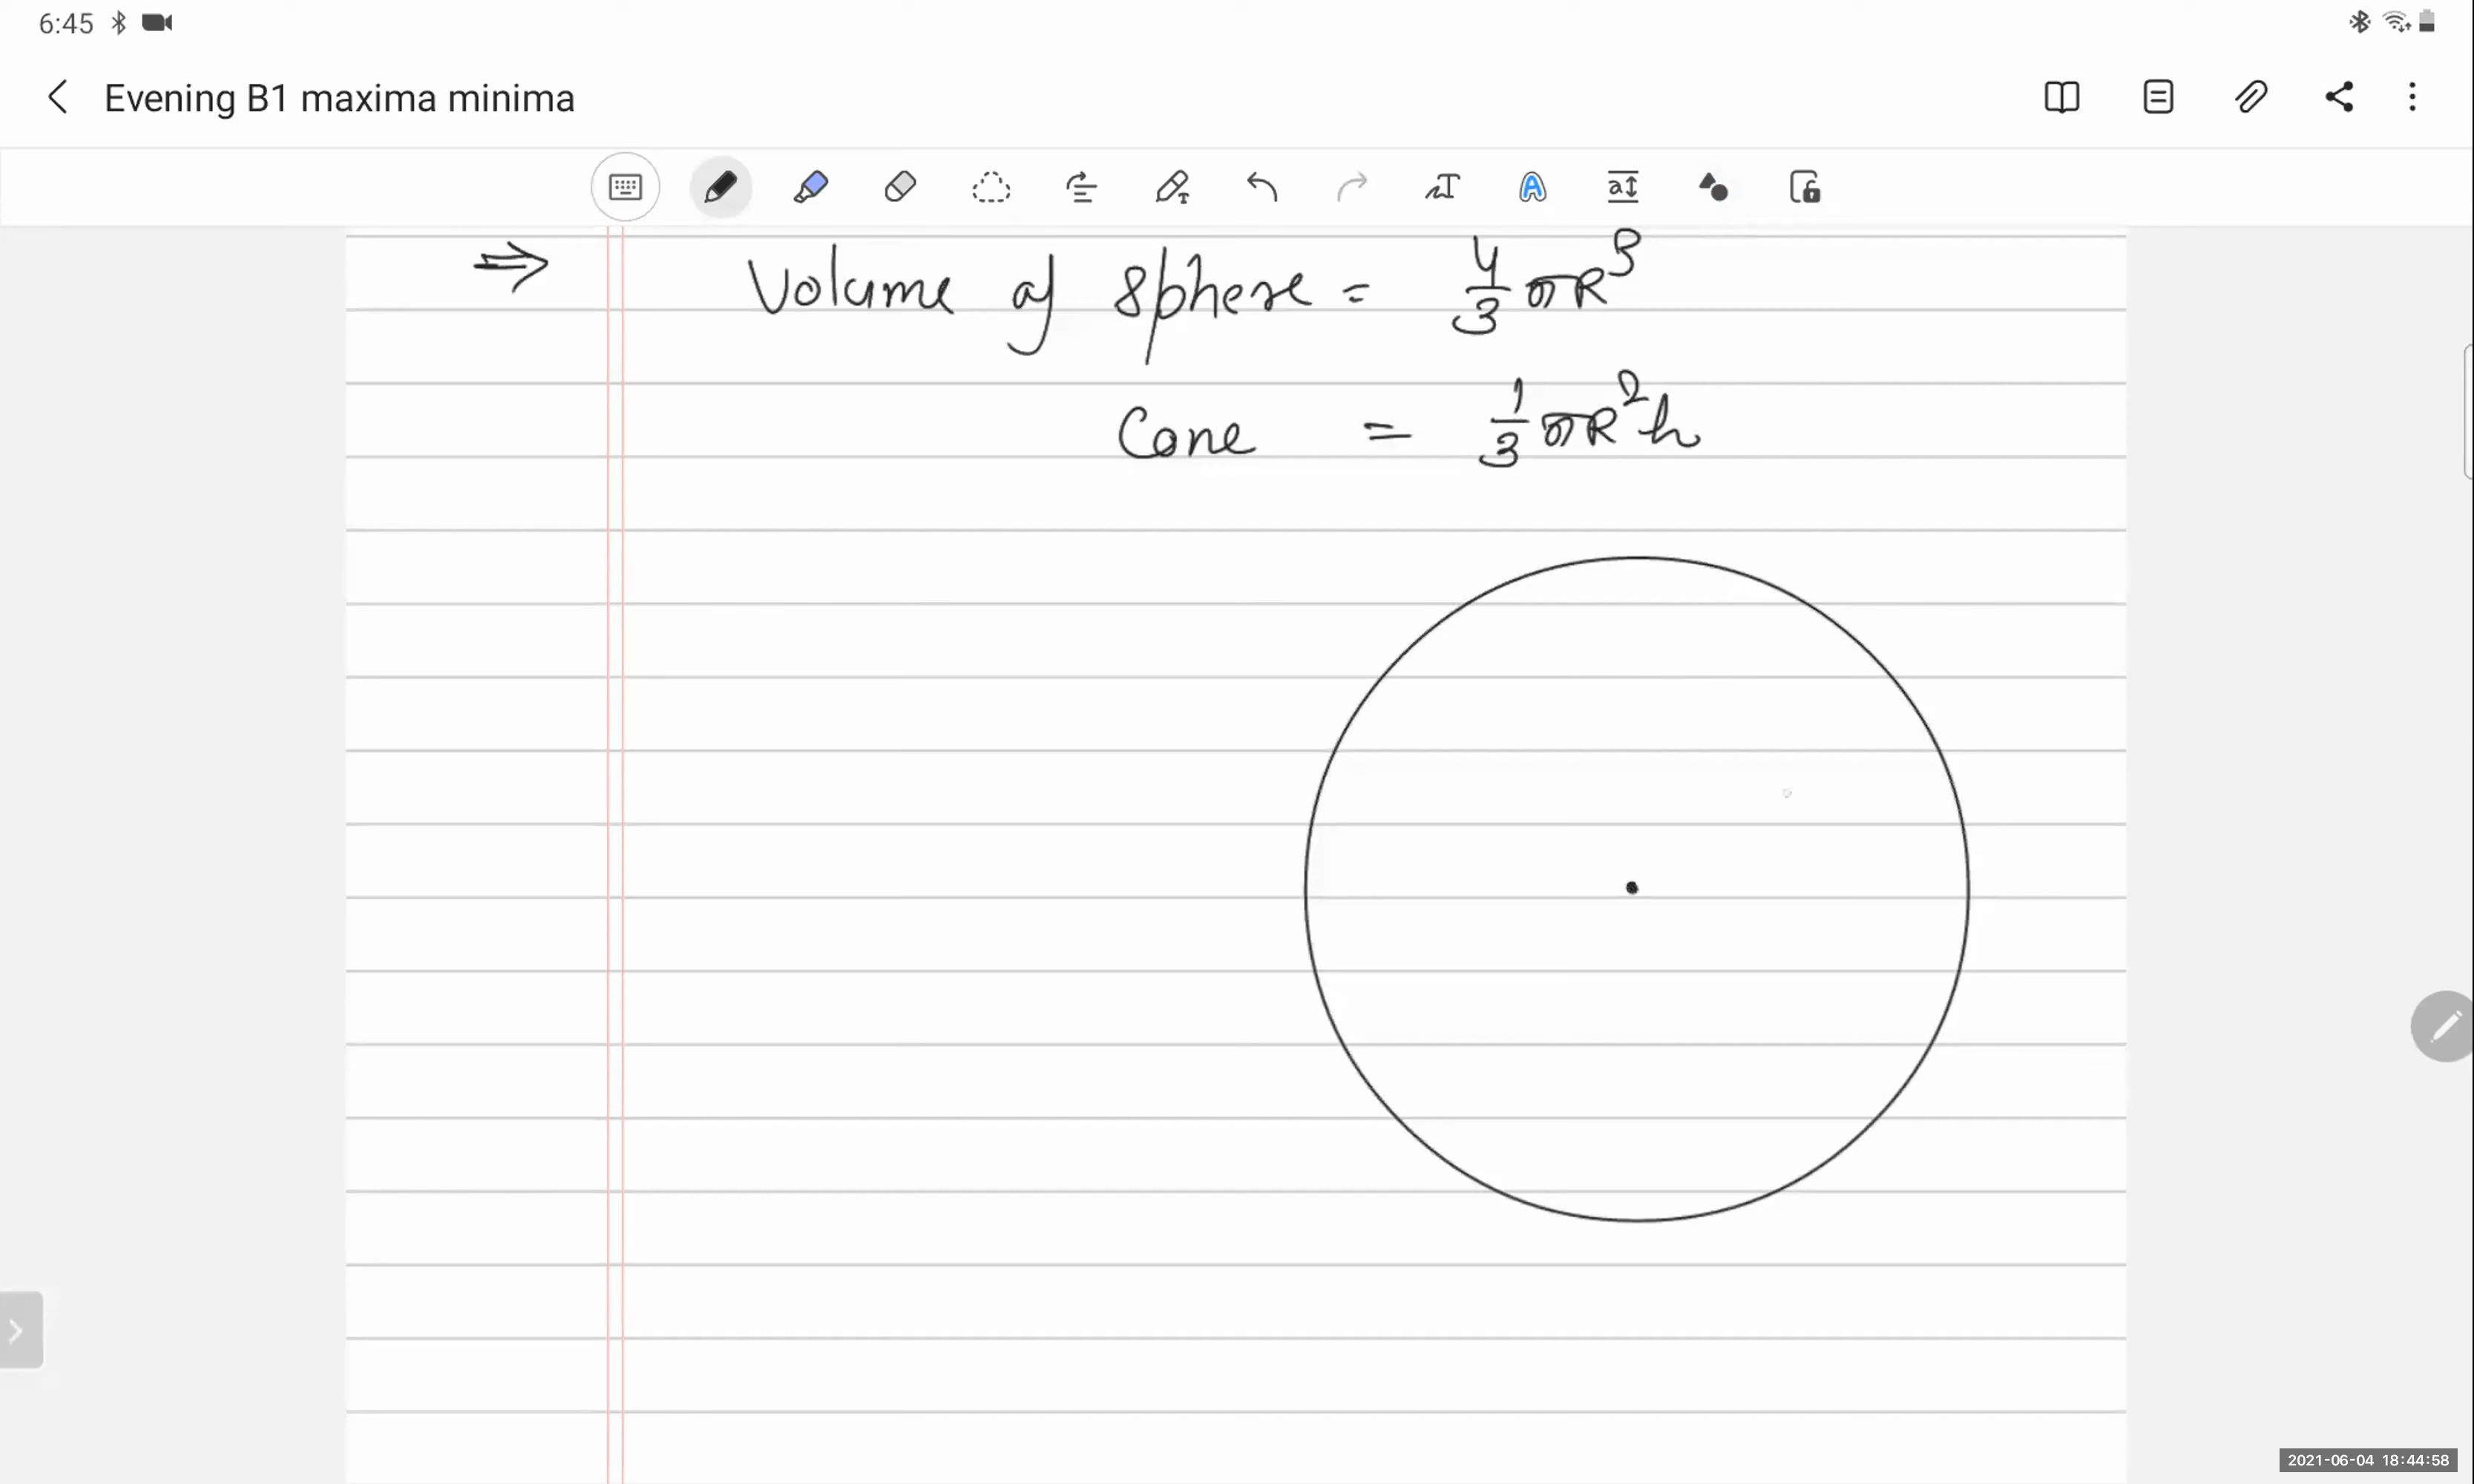 6:45
Evening B1 maxima minima
⇒ Volume of sphere = 4/3 πR³
Cone = 1/3 πR²h
2021-06-04 18:44:58